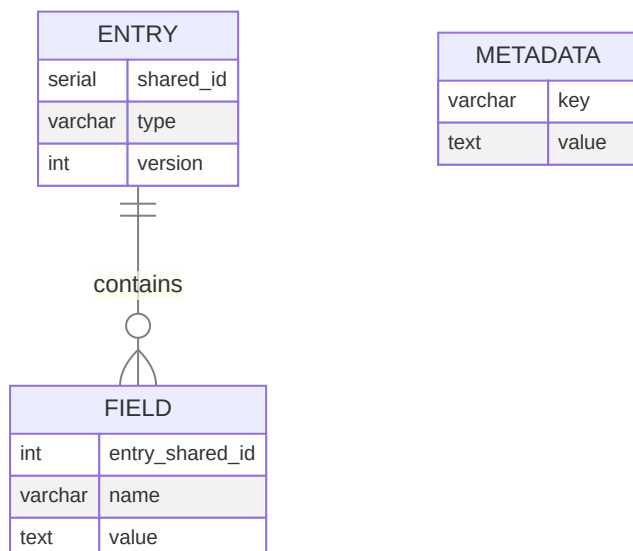 ENTRY
serial shared_id
varchar type
int version
METADATA
varchar key
text value
contains
FIELD
int entry_shared_id
varchar name
text value